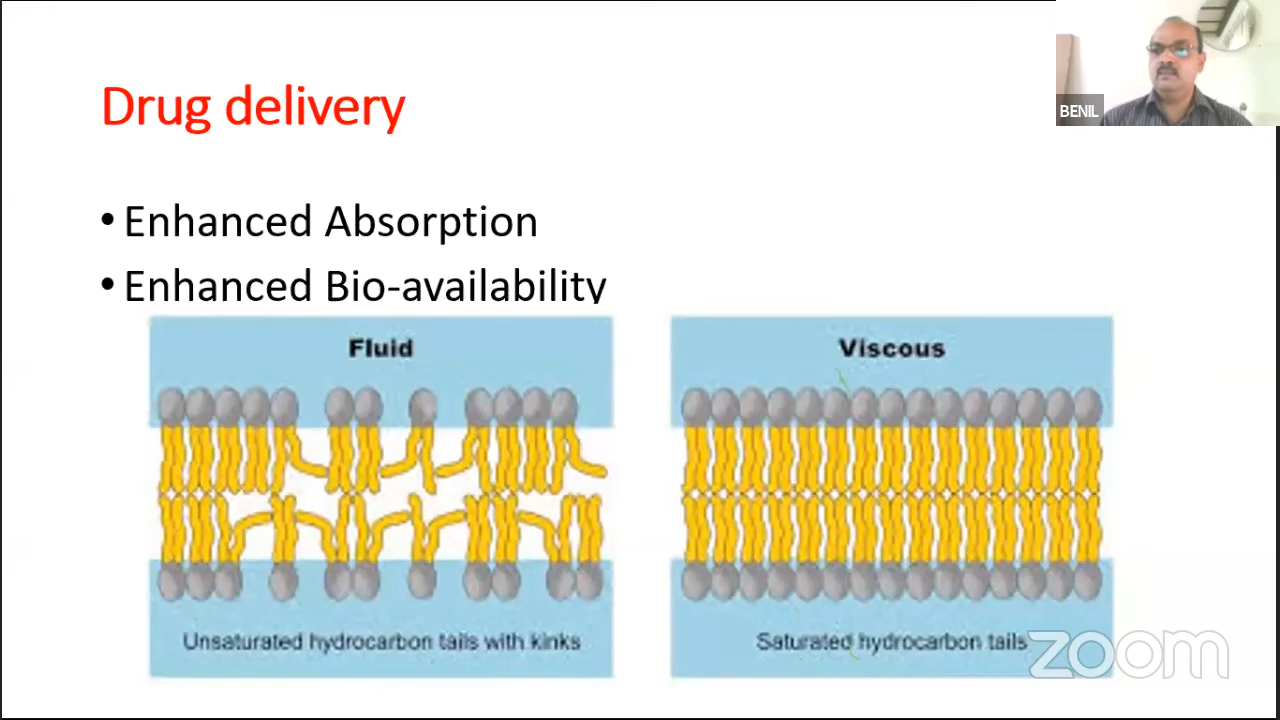 Drug delivery
BENIL
• Enhanced Absorption
• Enhanced Bio-availability
Fluid
Viscous
Unsaturated hydrocarbon tails with kinks
Saturated hydrocarbon tails
zoom